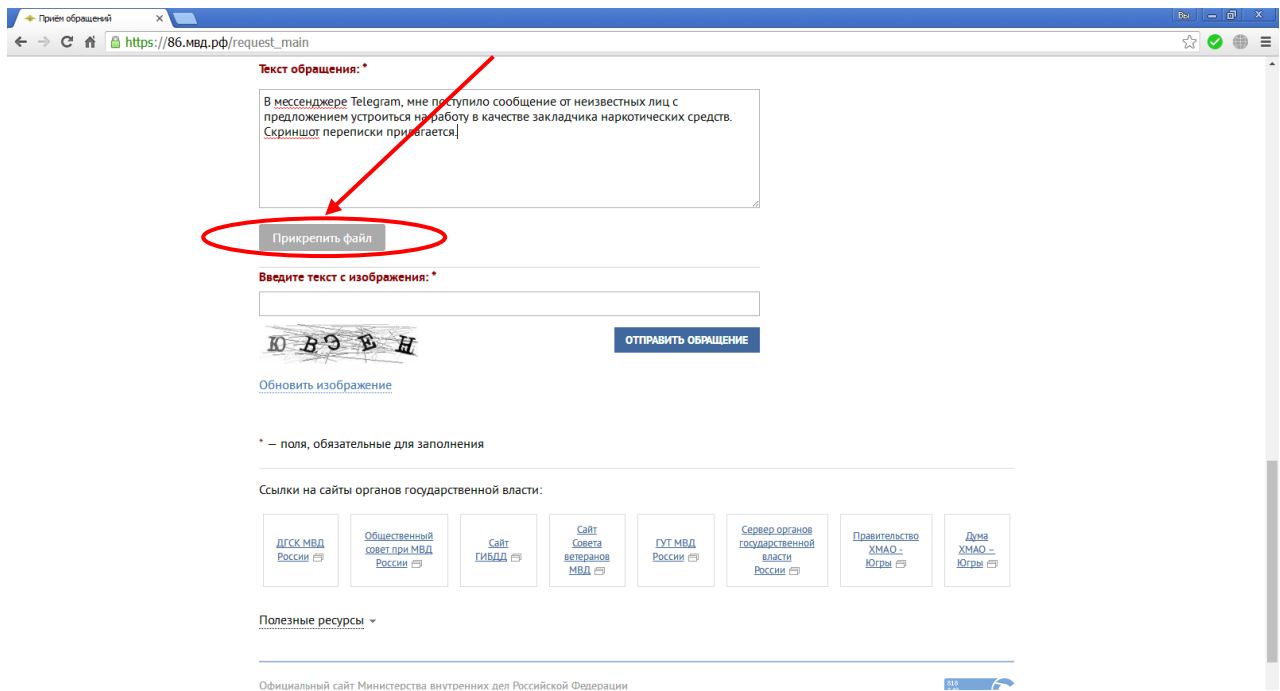 Приём обращений
Вы
https://86.мвд.рф/request_main
Текст обращения: *
В мессенджере Telegram, мне поступило сообщение от неизвестных лиц с
предложением устроиться на работу в качестве закладчика наркотических средств.
Скриншот переписки прилагается.
Прикрепить файл
Введите текст с изображения: *
Ю В Э Е Н
ОТПРАВИТЬ ОБРАЩЕНИЕ
Обновить изображение
* — поля, обязательные для заполнения
Ссылки на сайты органов государственной власти:
ДГСК МВД
России
Общественный
совет при МВД
России
Сайт
ГИБДД
Сайт
Совета
ветеранов
МВД
ГУТ МВД
России
Сервер органов
государственной
власти
России
Правительство
ХМАО -
Югры
Дума
ХМАО –
Югры
Полезные ресурсы
Официальный сайт Министерства внутренних дел Российской Федерации